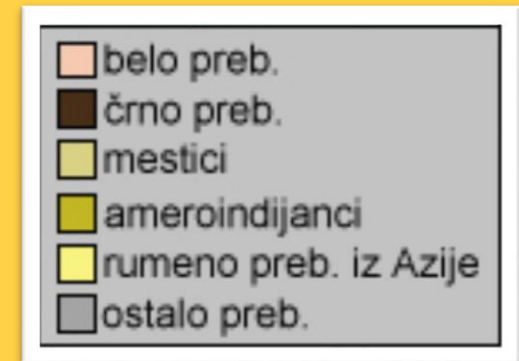 belo preb.
črno preb.
mestici
ameroindijanci
rumeno preb. iz Azije
ostalo preb.